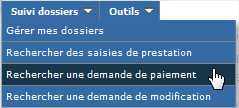 Suivi dossiers Outils
Gérer mes dossiers
Rechercher des saisies de prestation
Rechercher une demande de paiement
Rechercher une demande de modification